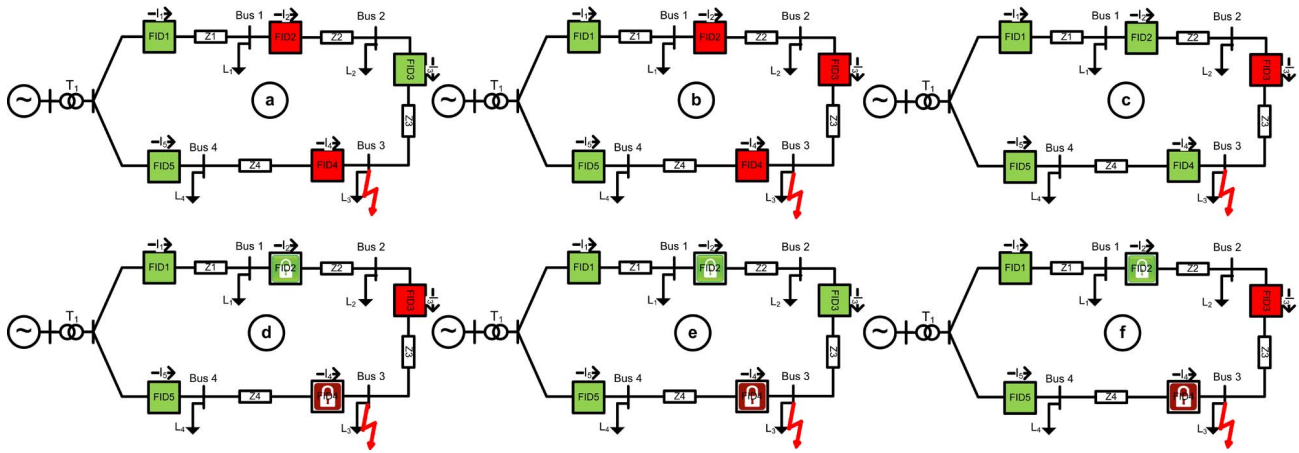 -I₁ FID1 Z1 Bus 1 -I₂ FID2 Z2 Bus 2
L₁ L₂ FID3 -I₃
T₁ a Z3
-I₅ FID5 Bus 4 Z4 -I₄ FID4 Bus 3
L₄ L₃
-I₁ FID1 Z1 Bus 1 -I₂ FID2 Z2 Bus 2
L₁ L₂ FID3 -I₃
T₁ b Z3
-I₅ FID5 Bus 4 Z4 -I₄ FID4 Bus 3
L₄ L₃
-I₁ FID1 Z1 Bus 1 -I₂ FID2 Z2 Bus 2
L₁ L₂ FID3 -I₃
T₁ c Z3
-I₅ FID5 Bus 4 Z4 -I₄ FID4 Bus 3
L₄ L₃
-I₁ FID1 Z1 Bus 1 -I₂ FID2 Z2 Bus 2
L₁ L₂ FID3 -I₃
T₁ d Z3
-I₅ FID5 Bus 4 Z4 -I₄ FID4 Bus 3
L₄ L₃
-I₁ FID1 Z1 Bus 1 -I₂ FID2 Z2 Bus 2
L₁ L₂ FID3 -I₃
T₁ e Z3
-I₅ FID5 Bus 4 Z4 -I₄ FID4 Bus 3
L₄ L₃
-I₁ FID1 Z1 Bus 1 -I₂ FID2 Z2 Bus 2
L₁ L₂ FID3 -I₃
T₁ f Z3
-I₅ FID5 Bus 4 Z4 -I₄ FID4 Bus 3
L₄ L₃